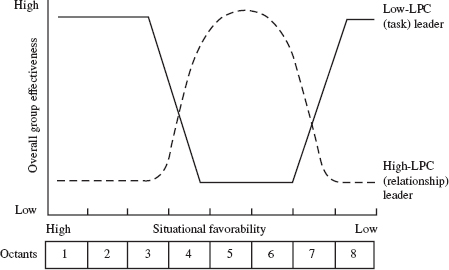 High
Low-LPC
(task) leader
Overall group effectiveness
High-LPC
(relationship)
leader
Low
High Situational favorability Low
Octants 1 2 3 4 5 6 7 8